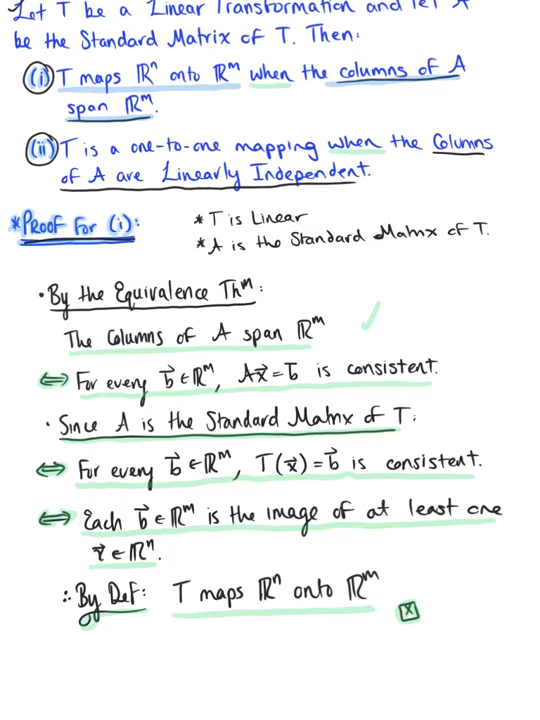 Let T be a Linear Transformation and let A
be the Standard Matrix of T. Then:
(i) T maps ℝⁿ onto ℝᵐ when the columns of A
span ℝᵐ.
(ii) T is a one-to-one mapping when the Columns
of A are Linearly Independent.
*PROOF FOR (i):
* T is Linear
* A is the Standard Matrix of T.
• By the Equivalence Thᵐ:
The Columns of A span ℝᵐ ✓
⟺ For every b⃗ ∈ ℝᵐ, Ax⃗ = b⃗ is consistent.
• Since A is the Standard Matrix of T:
⟺ For every b⃗ ∈ ℝᵐ, T(x⃗) = b⃗ is consistent.
⟺ Each b⃗ ∈ ℝᵐ is the image of at least one
x⃗ ∈ ℝⁿ.
∴ By Def: T maps ℝⁿ onto ℝᵐ
☒